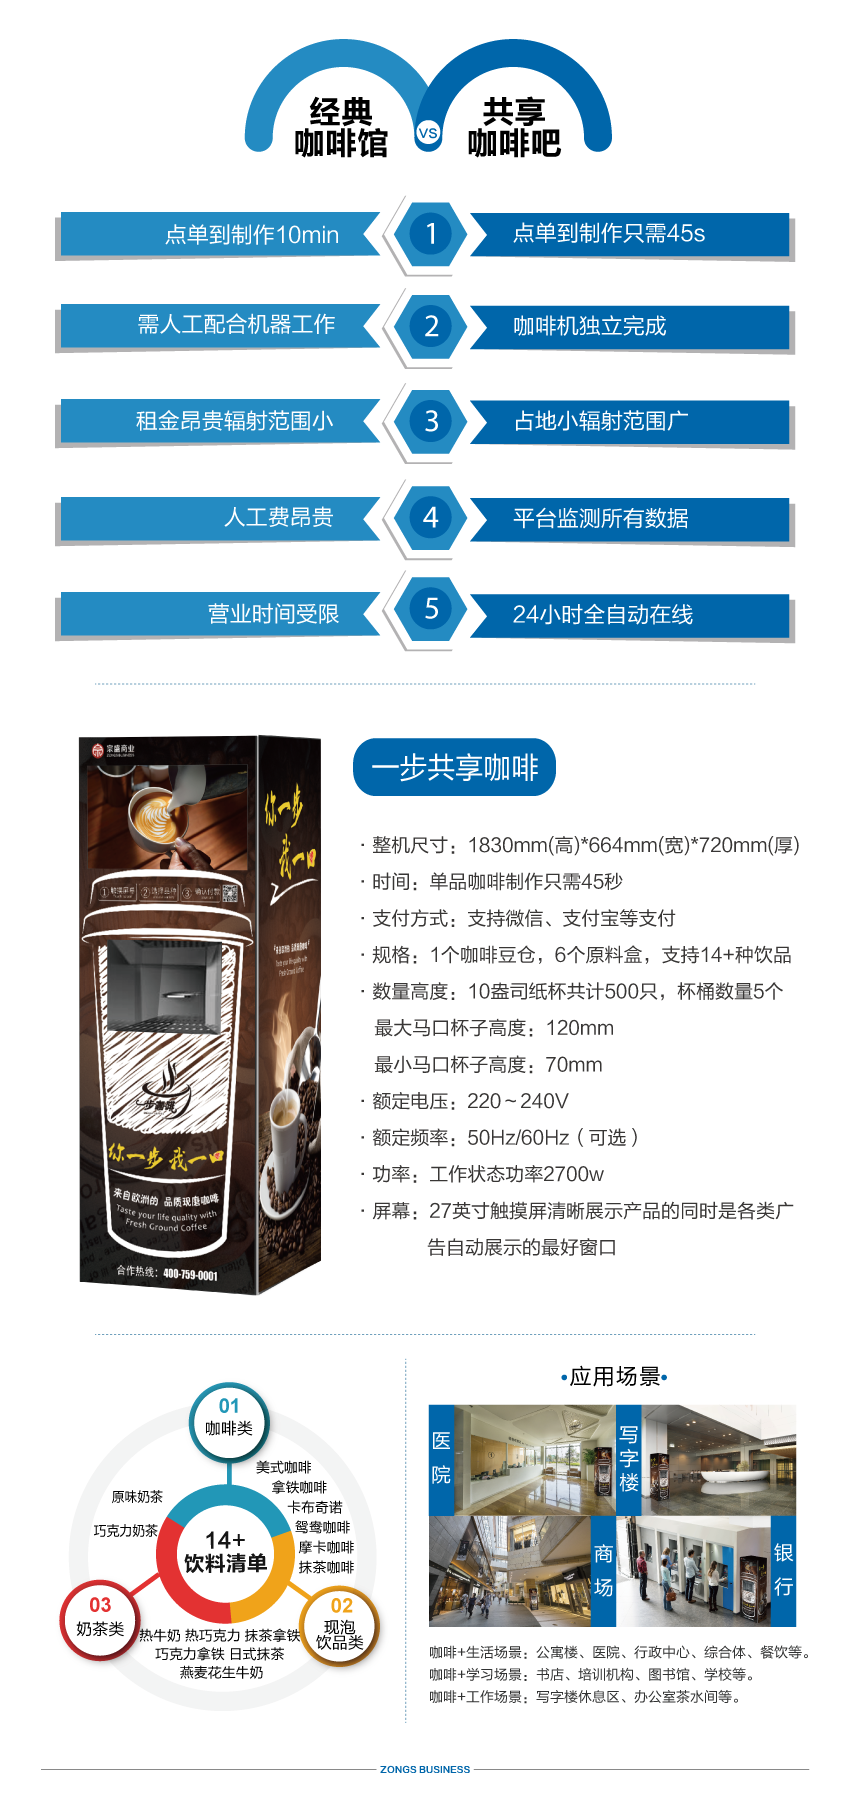 经典
咖啡馆
VS
共享
咖啡吧
点单到制作10min
1
点单到制作只需45s
需人工配合机器工作
2
咖啡机独立完成
租金昂贵辐射范围小
3
占地小辐射范围广
人工费昂贵
4
平台监测所有数据
营业时间受限
5
24小时全自动在线
宗盛商业
你一步
我一口
①触摸屏幕 ②选择品种 ③确认付款
一步咖啡
你一步 我一口
来自欧洲的 品质现磨咖啡
Taste your life quality with
Fresh Ground Coffee
合作热线：400-759-0001
一步共享咖啡
·整机尺寸：1830mm(高)*664mm(宽)*720mm(厚)
·时间：单品咖啡制作只需45秒
·支付方式：支持微信、支付宝等支付
·规格：1个咖啡豆仓，6个原料盒，支持14+种饮品
·数量高度：10盎司纸杯共计500只，杯桶数量5个
最大马口杯子高度：120mm
最小马口杯子高度：70mm
·额定电压：220～240V
·额定频率：50Hz/60Hz（可选）
·功率：工作状态功率2700w
·屏幕：27英寸触摸屏清晰展示产品的同时是各类广
告自动展示的最好窗口
01
咖啡类
美式咖啡
拿铁咖啡
卡布奇诺
鸳鸯咖啡
摩卡咖啡
抹茶咖啡
原味奶茶
巧克力奶茶
14+
饮料清单
03
奶茶类
02
现泡
饮品类
热牛奶 热巧克力 抹茶拿铁
巧克力拿铁 日式抹茶
燕麦花生牛奶
·应用场景·
医院
写字楼
商场
银行
咖啡+生活场景：公寓楼、医院、行政中心、综合体、餐饮等。
咖啡+学习场景：书店、培训机构、图书馆、学校等。
咖啡+工作场景：写字楼休息区、办公室茶水间等。
ZONGS BUSINESS